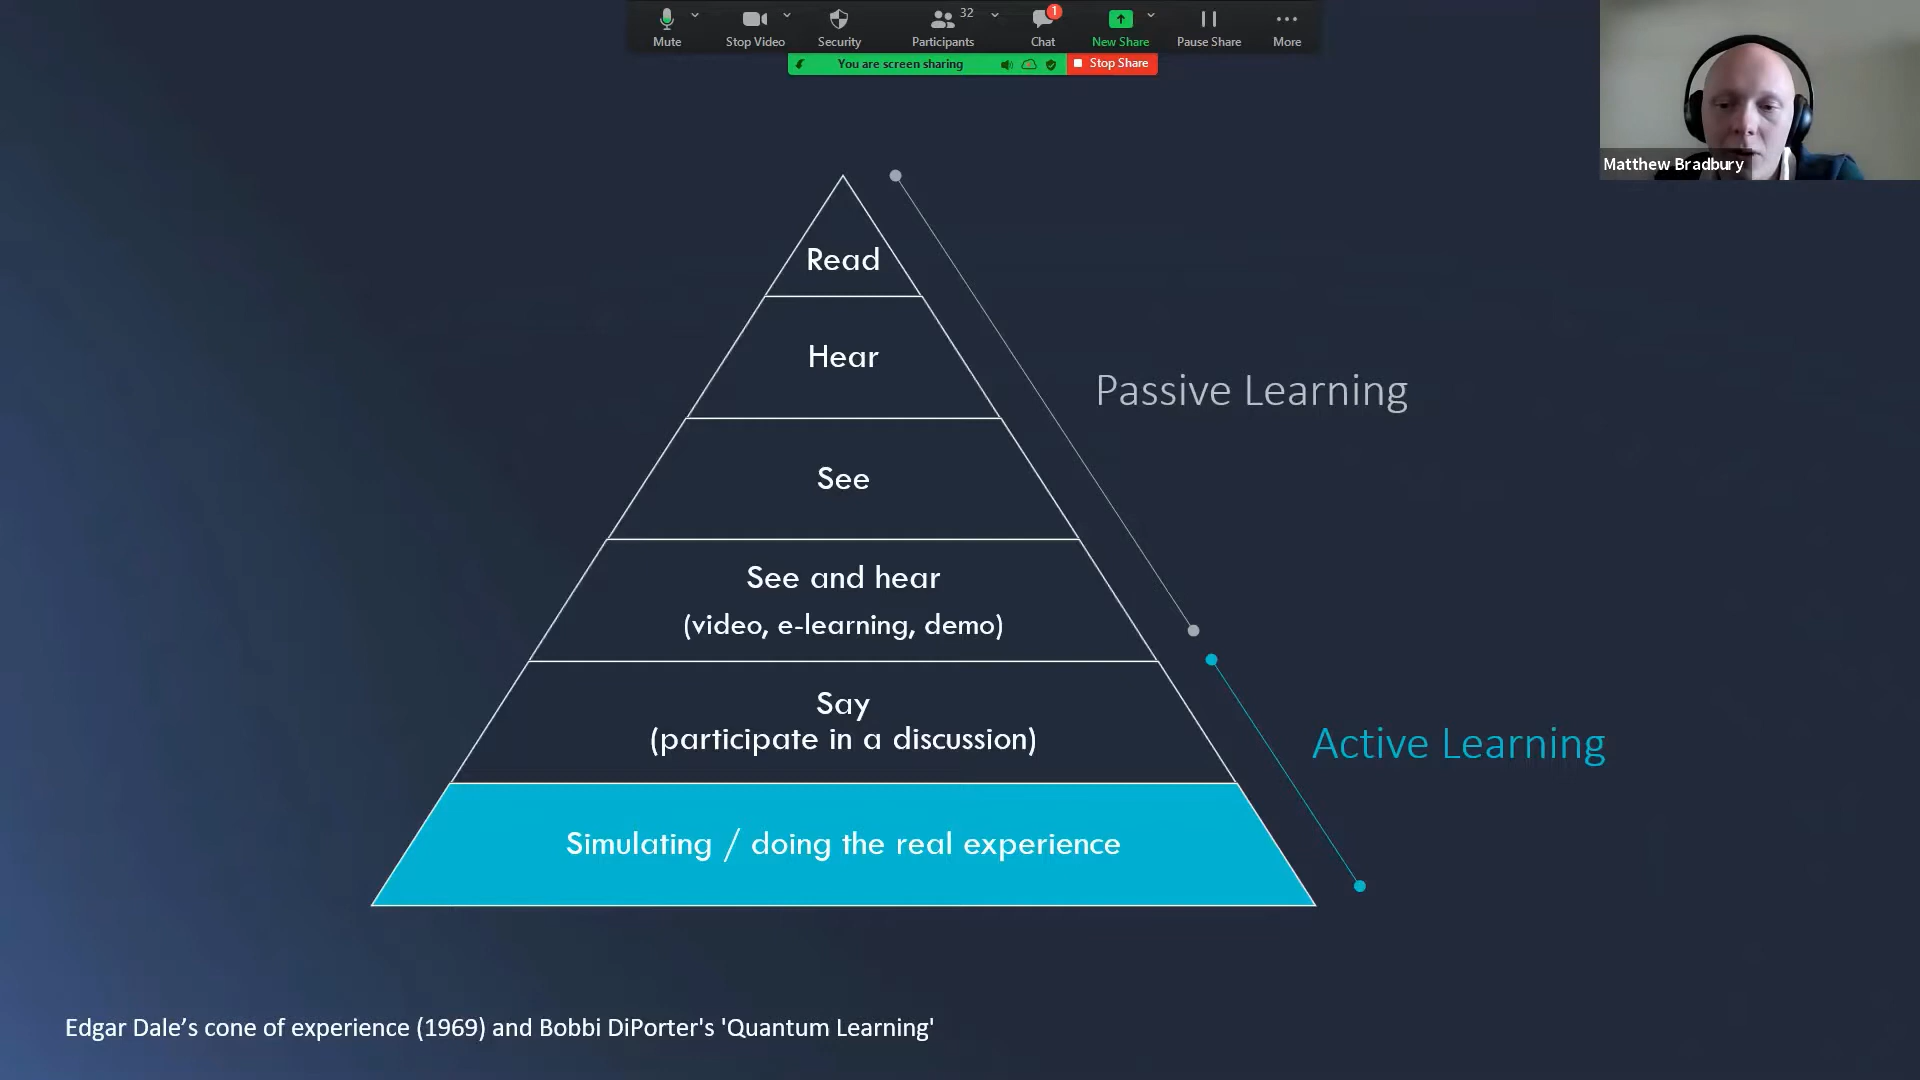 32
1
Mute
Stop Video
Security
Participants
Chat
New Share
Pause Share
More
You are screen sharing
Stop Share
Matthew Bradbury
Read
Hear
Passive Learning
See
See and hear
(video, e-learning, demo)
Say
(participate in a discussion)
Active Learning
Simulating / doing the real experience
Edgar Dale’s cone of experience (1969) and Bobbi DiPorter's 'Quantum Learning'